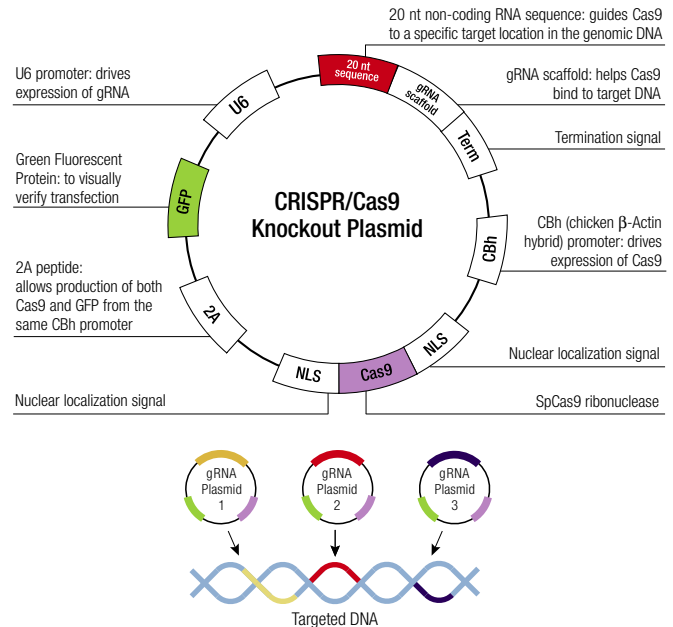 20 nt non-coding RNA sequence: guides Cas9
to a specific target location in the genomic DNA
U6 promoter: drives
expression of gRNA
gRNA scaffold: helps Cas9
bind to target DNA
Termination signal
Green Fluorescent
Protein: to visually
verify transfection
CBh (chicken β-Actin
hybrid) promoter: drives
expression of Cas9
2A peptide:
allows production of both
Cas9 and GFP from the
same CBh promoter
Nuclear localization signal
Nuclear localization signal
SpCas9 ribonuclease
20 nt
sequence
gRNA
scaffold
Term
CBh
NLS
Cas9
NLS
2A
GFP
U6
CRISPR/Cas9
Knockout Plasmid
gRNA
Plasmid
1
gRNA
Plasmid
2
gRNA
Plasmid
3
Targeted DNA